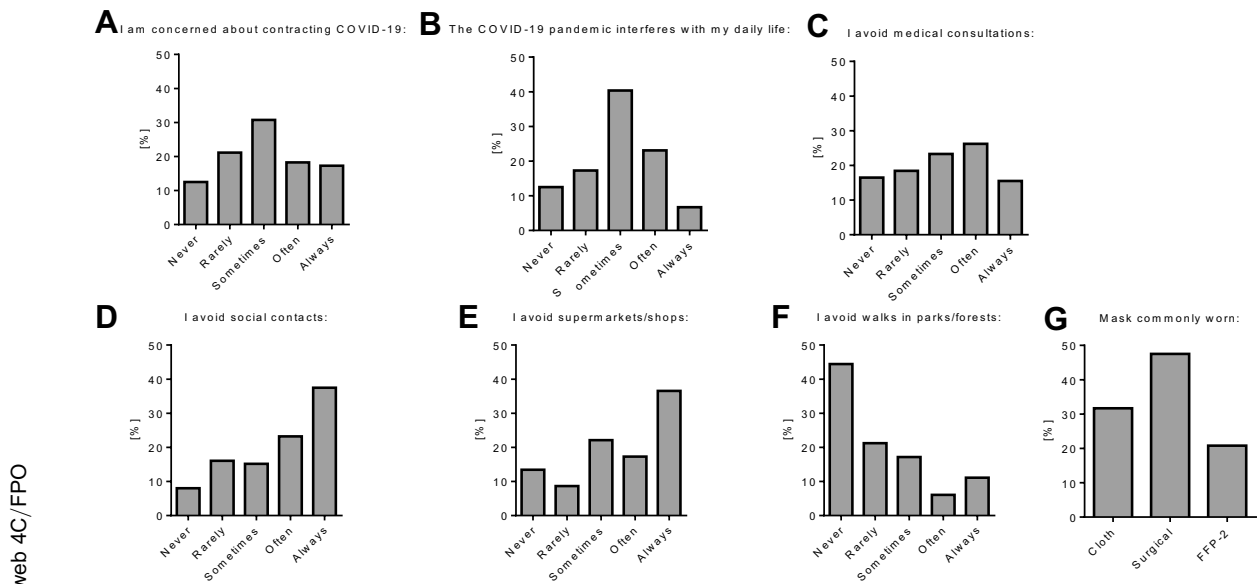 A I am concerned about contracting COVID-19:
50
40
30
20
10
0
[%]
Never
Rarely
Sometimes
Often
Always
B The COVID-19 pandemic interferes with my daily life:
50
40
30
20
10
0
[%]
Never
Rarely
S ometimes
Often
Always
C I avoid medical consultations:
50
40
30
20
10
0
[%]
Never
Rarely
Sometimes
Often
Always
D I avoid social contacts:
50
40
30
20
10
0
[%]
Never
Rarely
Sometimes
Often
Always
E I avoid supermarkets/shops:
50
40
30
20
10
0
[%]
Never
Rarely
Sometimes
Often
Always
F I avoid walks in parks/forests:
50
40
30
20
10
0
[%]
Never
Rarely
Sometimes
Often
Always
G Mask commonly worn:
50
40
30
20
10
0
[%]
Cloth
Surgical
FFP-2
web 4C/FPO